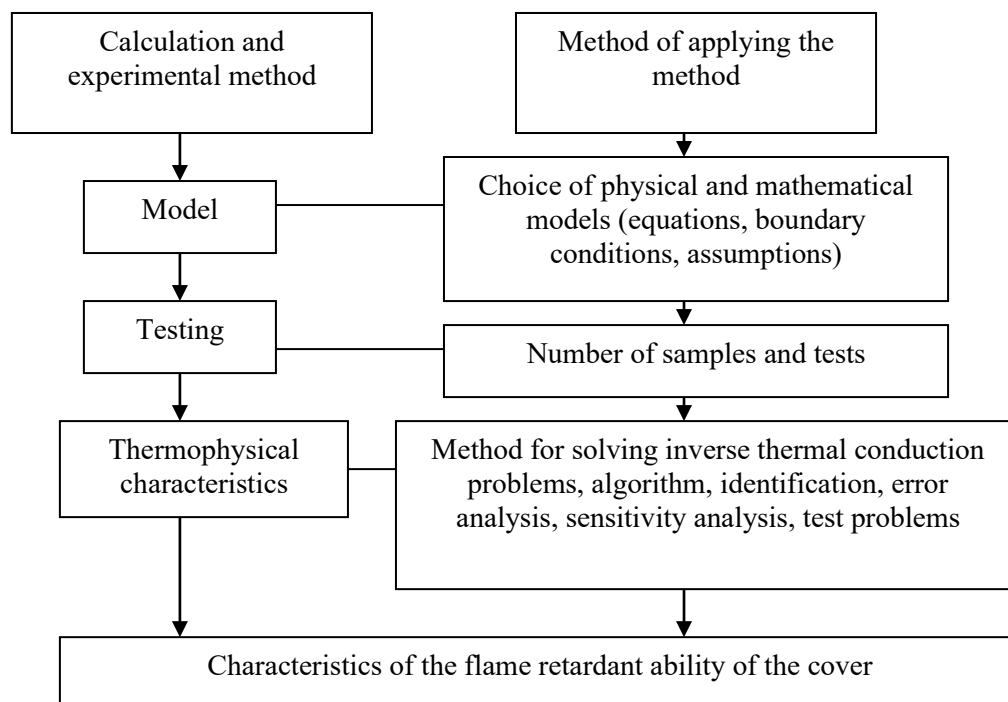 Calculation and
experimental method
Method of applying the
method
Model
Choice of physical and mathematical
models (equations, boundary
conditions, assumptions)
Testing
Number of samples and tests
Thermophysical
characteristics
Method for solving inverse thermal conduction
problems, algorithm, identification, error
analysis, sensitivity analysis, test problems
Characteristics of the flame retardant ability of the cover